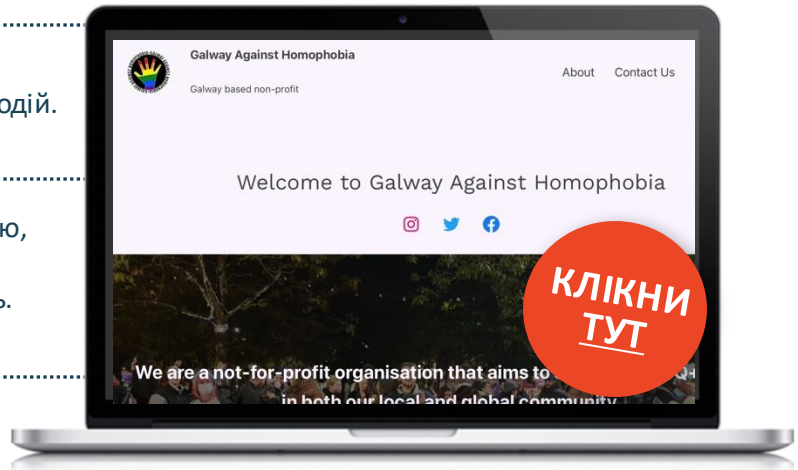 одій.
ю,
ь.
Galway Against Homophobia
Galway based non-profit
About Contact Us
Welcome to Galway Against Homophobia
КЛІКНИ
ТУТ
We are a not-for-profit organisation that aims to Q+
in both our local and global community